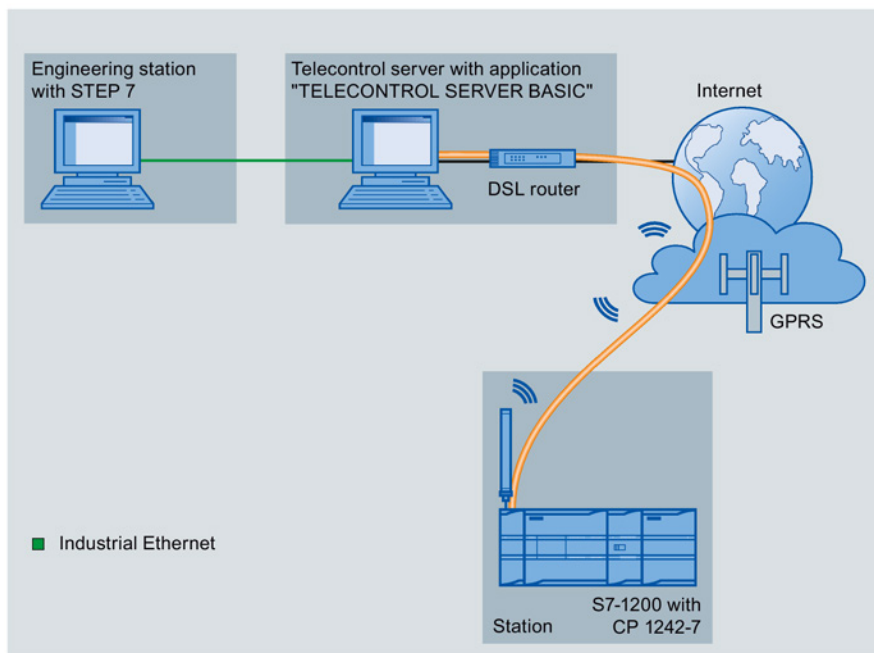 Engineering station
with STEP 7
Telecontrol server with application
"TELECONTROL SERVER BASIC"
Internet
DSL router
GPRS
Industrial Ethernet
Station
S7-1200 with
CP 1242-7